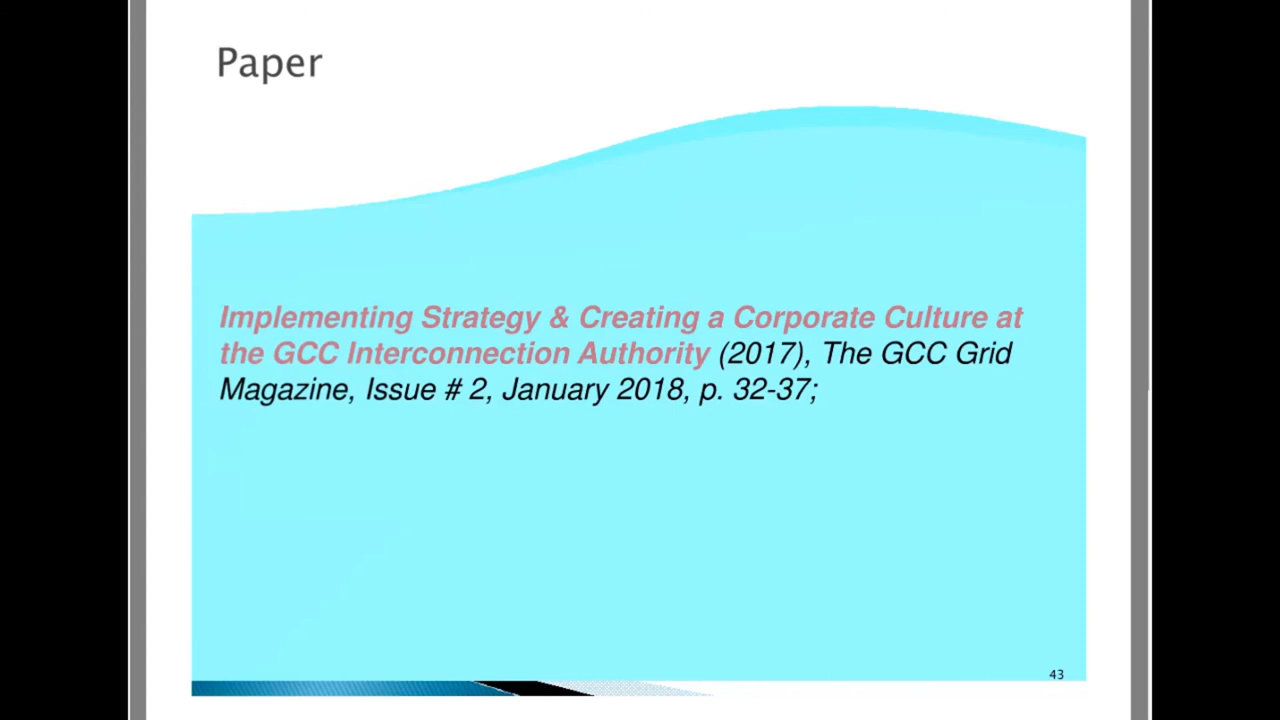 Paper
Implementing Strategy & Creating a Corporate Culture at
the GCC Interconnection Authority (2017), The GCC Grid
Magazine, Issue # 2, January 2018, p. 32-37;
43